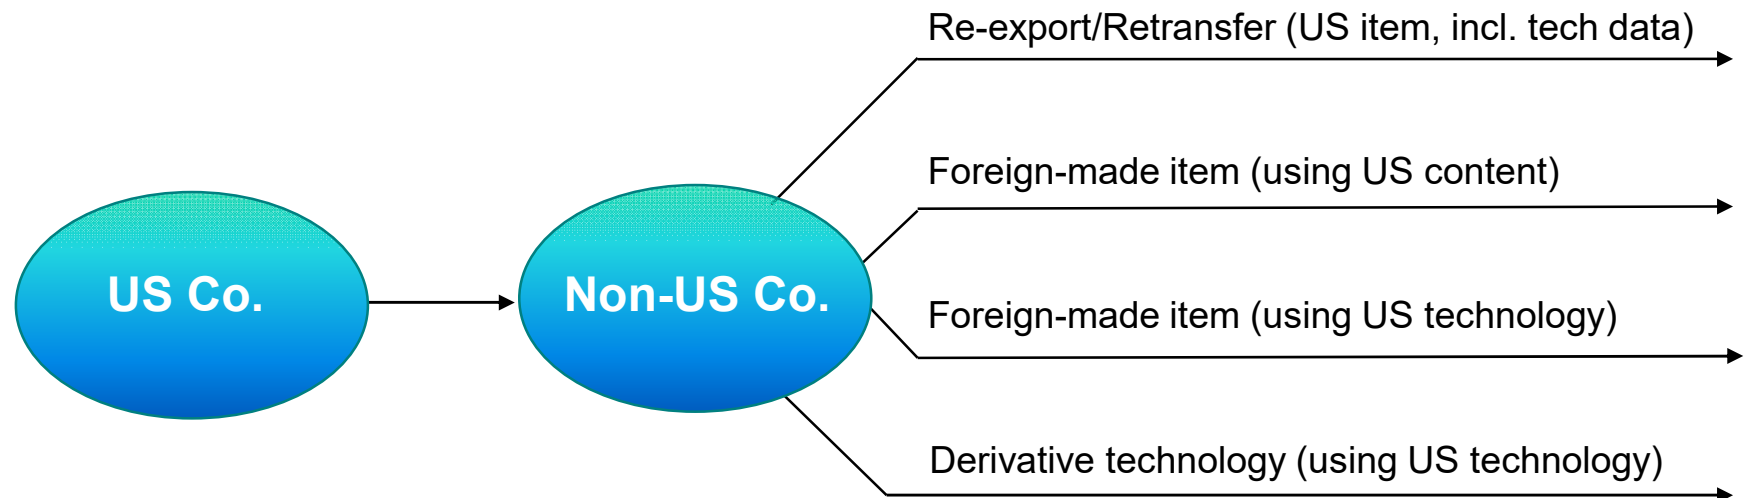 Re-export/Retransfer (US item, incl. tech data)
Foreign-made item (using US content)
US Co.
Non-US Co.
Foreign-made item (using US technology)
Derivative technology (using US technology)